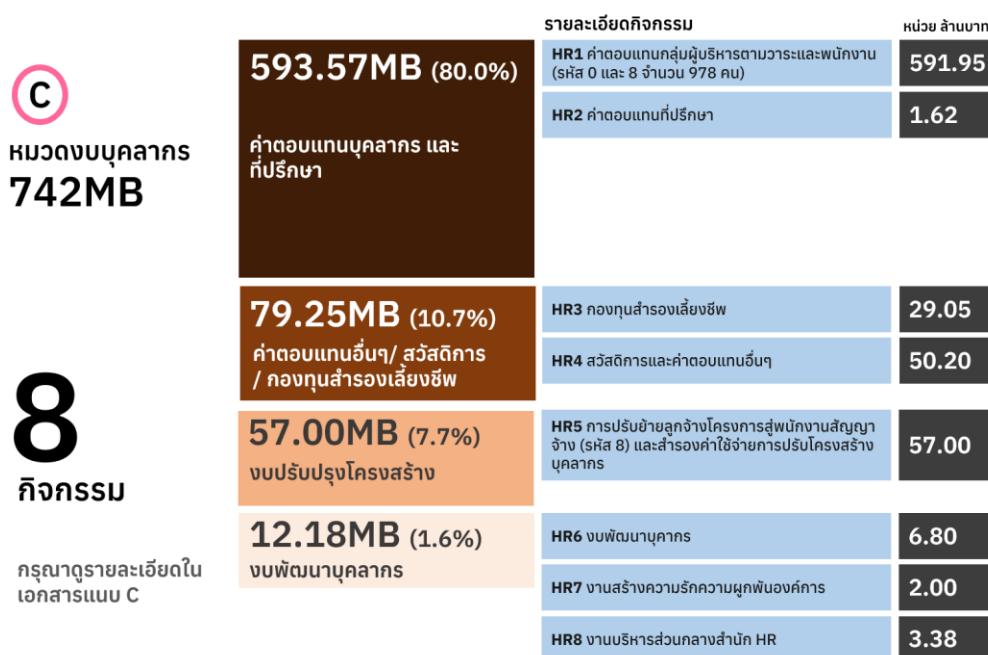 รายละเอียดกิจกรรม
หน่วย ล้านบาท
C
หมวดงบบุคลากร
742MB
8
กิจกรรม
กรุณาดูรายละเอียดใน
เอกสารแนบ C
593.57MB (80.0%)
ค่าตอบแทนบุคลากร และ
ที่ปรึกษา
HR1 ค่าตอบแทนกลุ่มผู้บริหารตามวาระและพนักงาน
(รหัส 0 และ 8 จำนวน 978 คน)
591.95
HR2 ค่าตอบแทนที่ปรึกษา
1.62
79.25MB (10.7%)
ค่าตอบแทนอื่นๆ/ สวัสดิการ
/ กองทุนสำรองเลี้ยงชีพ
HR3 กองทุนสำรองเลี้ยงชีพ
29.05
HR4 สวัสดิการและค่าตอบแทนอื่นๆ
50.20
57.00MB (7.7%)
งบปรับปรุงโครงสร้าง
HR5 การปรับย้ายลูกจ้างโครงการสู่พนักงานสัญญา
จ้าง (รหัส 8) และสำรองค่าใช้จ่ายการปรับโครงสร้าง
บุคลากร
57.00
12.18MB (1.6%)
งบพัฒนาบุคลากร
HR6 งบพัฒนาบุคากร
6.80
HR7 งานสร้างความรักความผูกพันองค์การ
2.00
HR8 งานบริหารส่วนกลางสำนัก HR
3.38